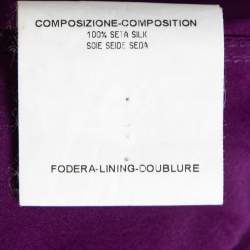 COMPOSIZIONE-COMPOSITION
100% SETA SILK
SOIE SEIDE SEDA
FODERA-LINING-DOUBLURE